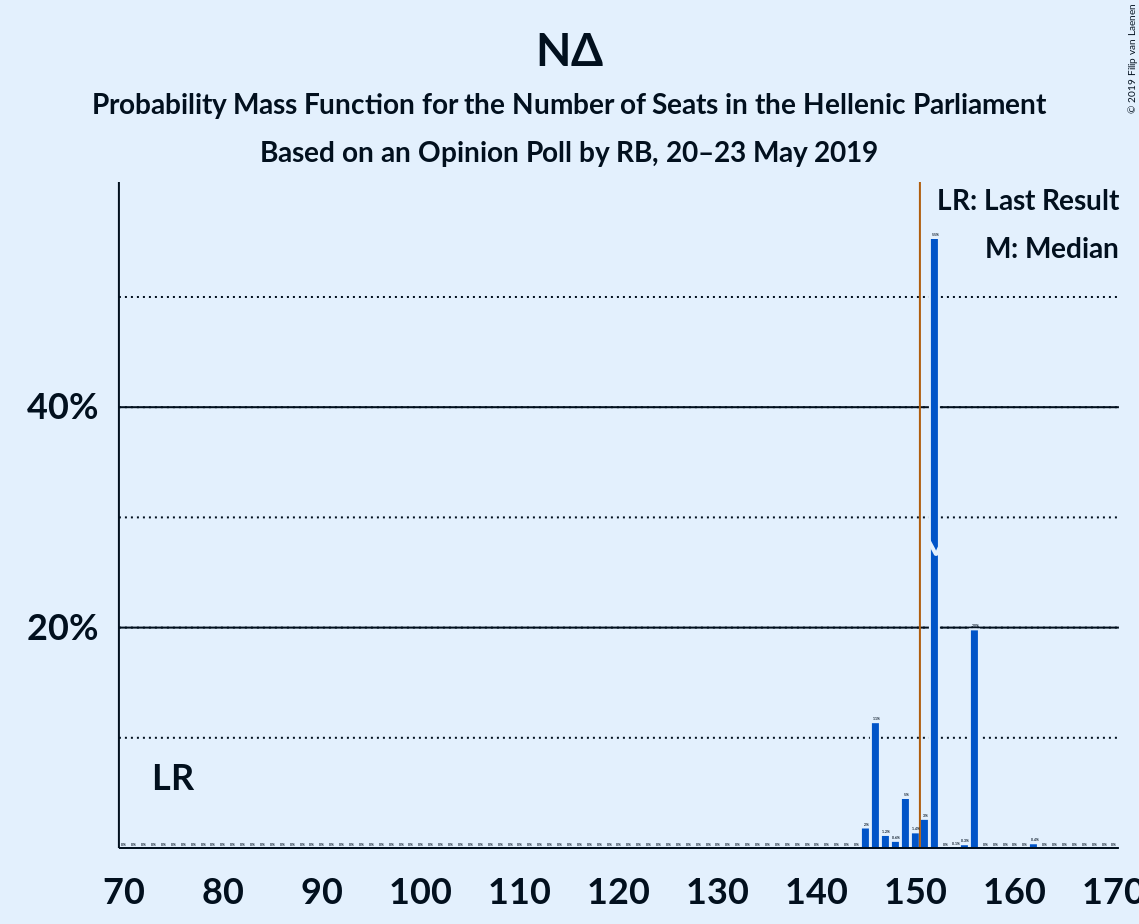 ΝΔ
Probability Mass Function for the Number of Seats in the Hellenic Parliament
Based on an Opinion Poll by RB, 20–23 May 2019
© 2019 Filip van Laenen
LR: Last Result
M: Median
40%
20%
LR
70 80 90 100 110 120 130 140 150 160 170